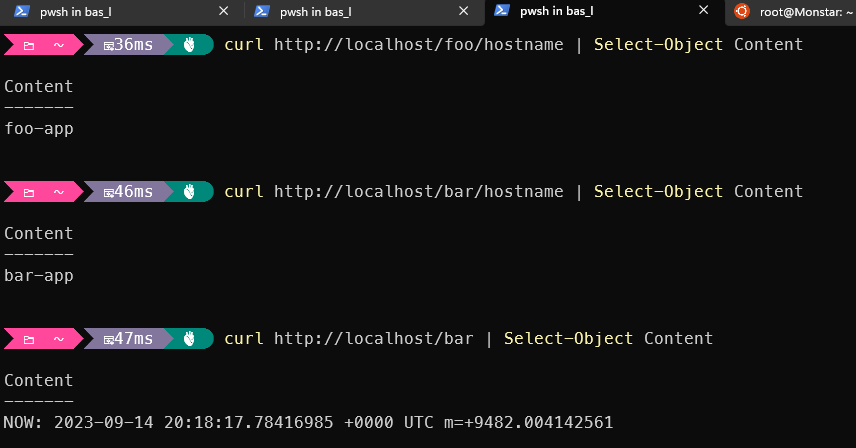 pwsh in bas_l
pwsh in bas_l
pwsh in bas_l
root@Monstar: ~
~ 36ms curl http://localhost/foo/hostname | Select-Object Content
Content
-------
foo-app
~ 46ms curl http://localhost/bar/hostname | Select-Object Content
Content
-------
bar-app
~ 47ms curl http://localhost/bar | Select-Object Content
Content
-------
NOW: 2023-09-14 20:18:17.78416985 +0000 UTC m=+9482.004142561